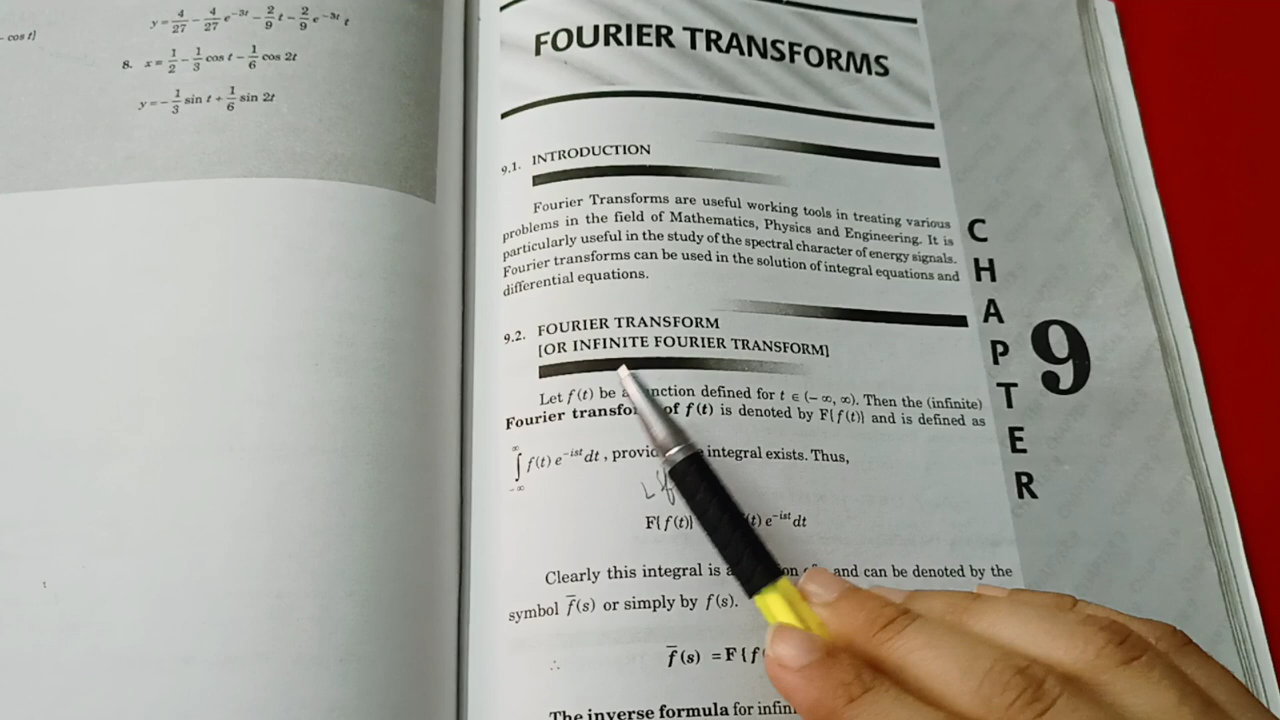 – cos t]
y = 4/27 – 4/27 e^–3t – 2/9 t – 2/9 e^–3t t
8. x = 1/2 – 1/3 cos t – 1/6 cos 2t
y = – 1/3 sin t + 1/6 sin 2t
FOURIER TRANSFORMS
9.1. INTRODUCTION
Fourier Transforms are useful working tools in treating various
problems in the field of Mathematics, Physics and Engineering. It is
particularly useful in the study of the spectral character of energy signals.
Fourier transforms can be used in the solution of integral equations and
differential equations.
9.2. FOURIER TRANSFORM
[OR INFINITE FOURIER TRANSFORM]
Let f(t) be a function defined for t ∈ (– ∞, ∞). Then the (infinite)
Fourier transform of f(t) is denoted by F{f(t)} and is defined as
∫_–∞^∞ f(t) e^–ist dt, provided integral exists. Thus,
F{f(t)} (t) e^–ist dt
Clearly this integral is a and can be denoted by the
symbol f̄(s) or simply by f(s).
∴ f̄(s) = F{f
The inverse formula for
CHAPTER
9